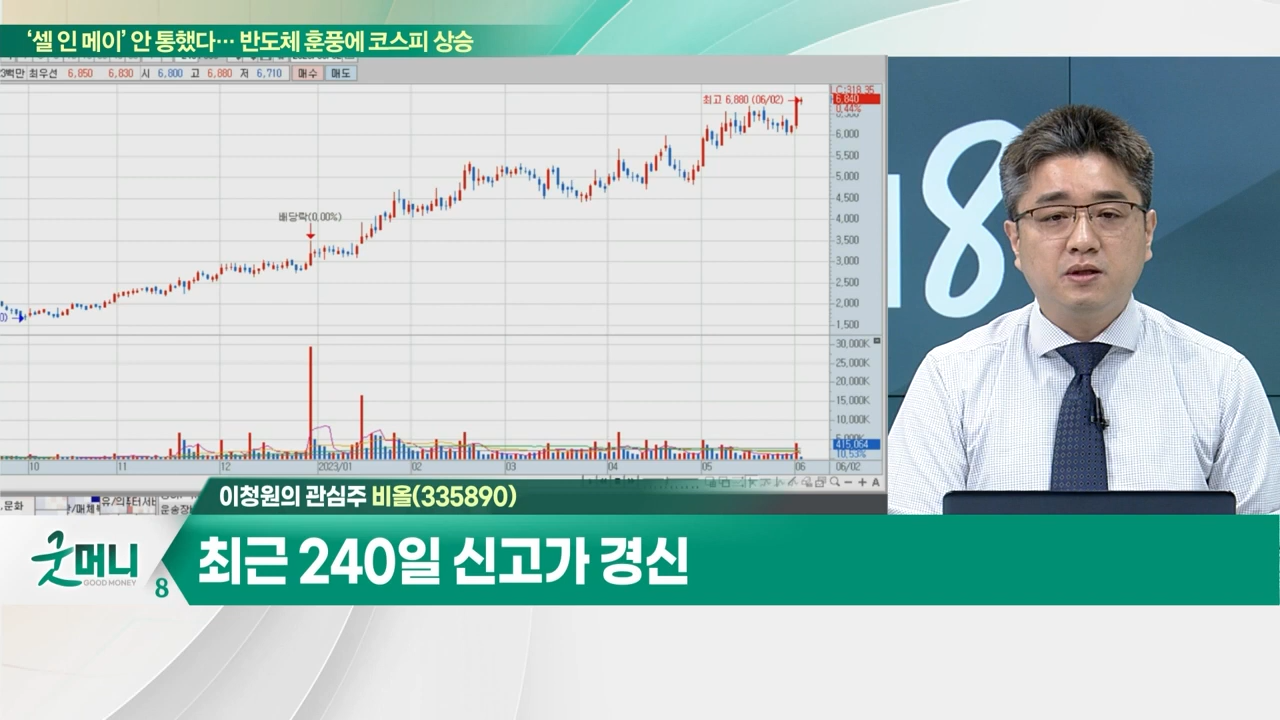 ‘셀 인 메이’ 안 통했다… 반도체 훈풍에 코스피 상승
최우선 6,850 6,830 시 6,800 고 6,880 저 6,710 매수 매도
C:318.35
최고 6,880 (06/02)
6,840
0.44%
6,000
5,500
5,000
4,500
배당락(0.00%)
4,000
3,500
3,000
2,500
2,000
1,500
30,000K
25,000K
20,000K
15,000K
10,000K
415,064
10.53%
10 11 12 2023/01 02 03 04 05 06 06/02
문화
이청원의 관심주 비올(335890)
굿머니
GOOD MONEY
8
최근 240일 신고가 경신
8